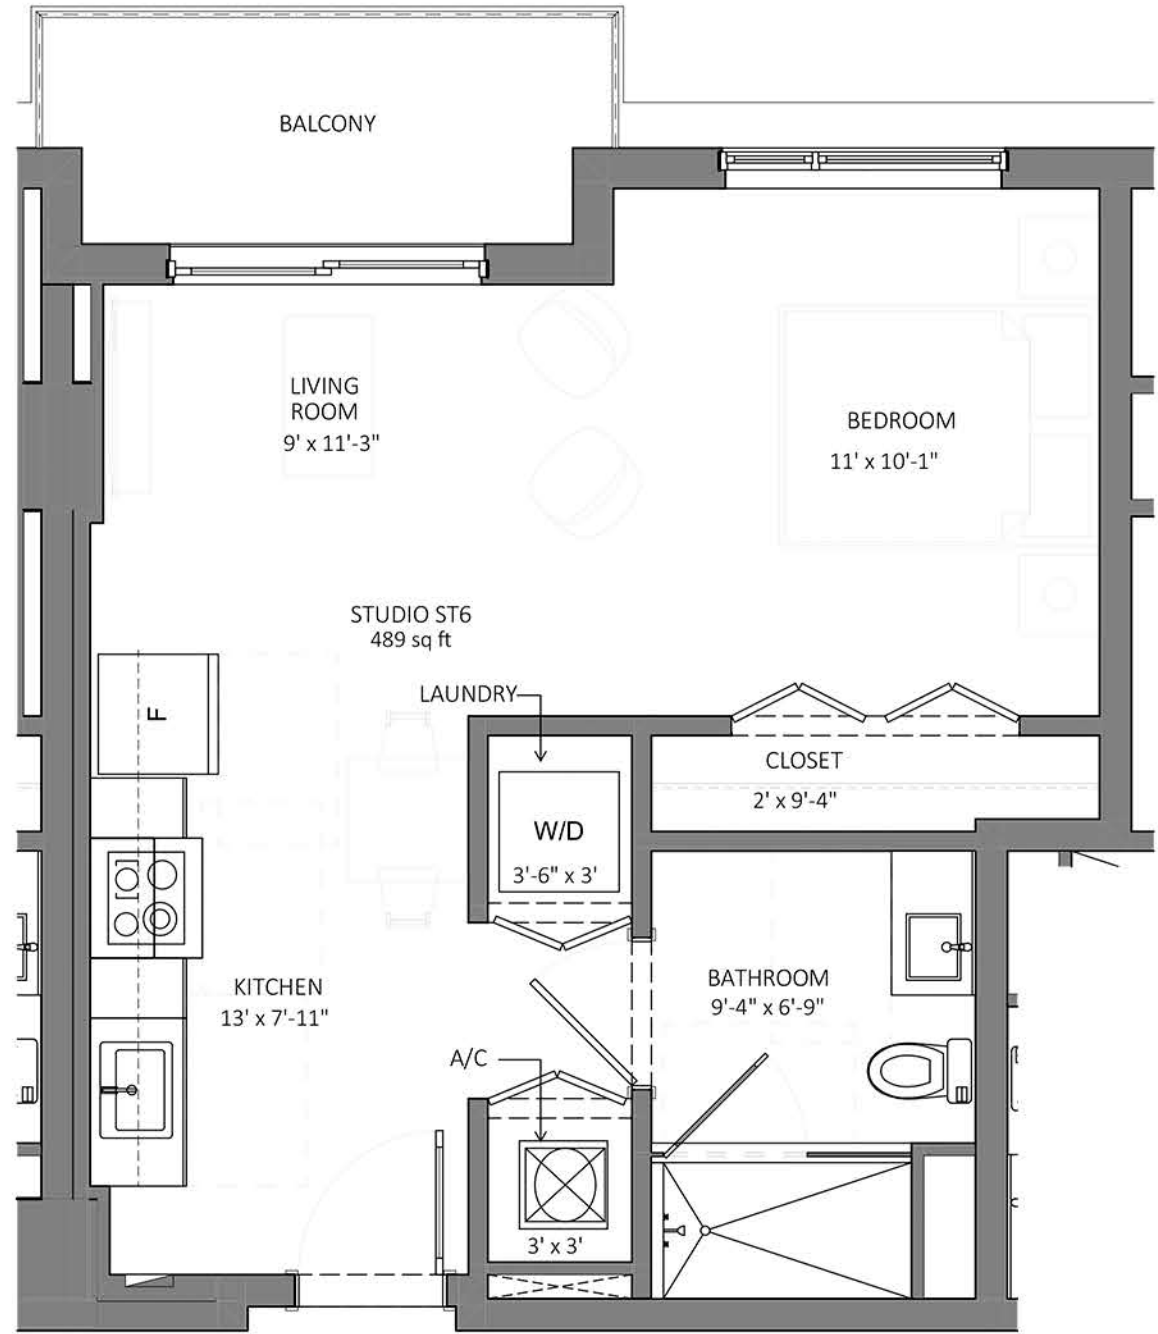 BALCONY
LIVING
ROOM
9' x 11'-3"
BEDROOM
11' x 10'-1"
STUDIO ST6
489 sq ft
LAUNDRY
F
CLOSET
2' x 9'-4"
W/D
3'-6" x 3'
KITCHEN
13' x 7'-11"
BATHROOM
9'-4" x 6'-9"
A/C
3' x 3'